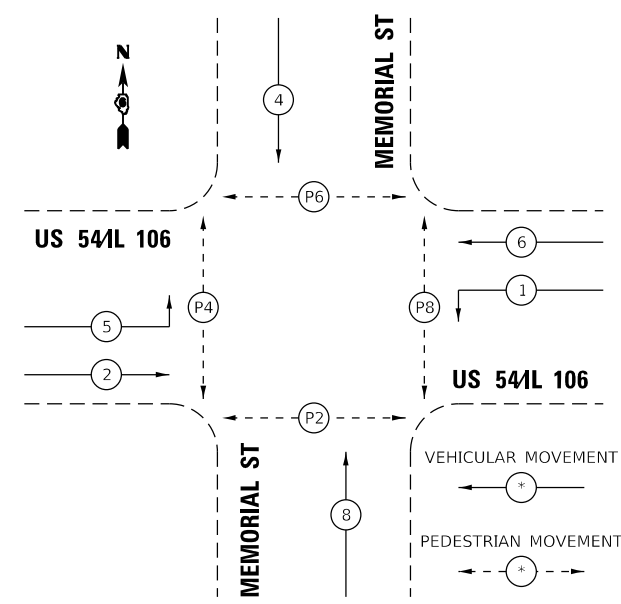 N
4
MEMORIAL ST
P6
US 54/IL 106
6
P4
P8
1
5
2
US 54/IL 106
P2
MEMORIAL ST
8
VEHICULAR MOVEMENT
*
PEDESTRIAN MOVEMENT
*